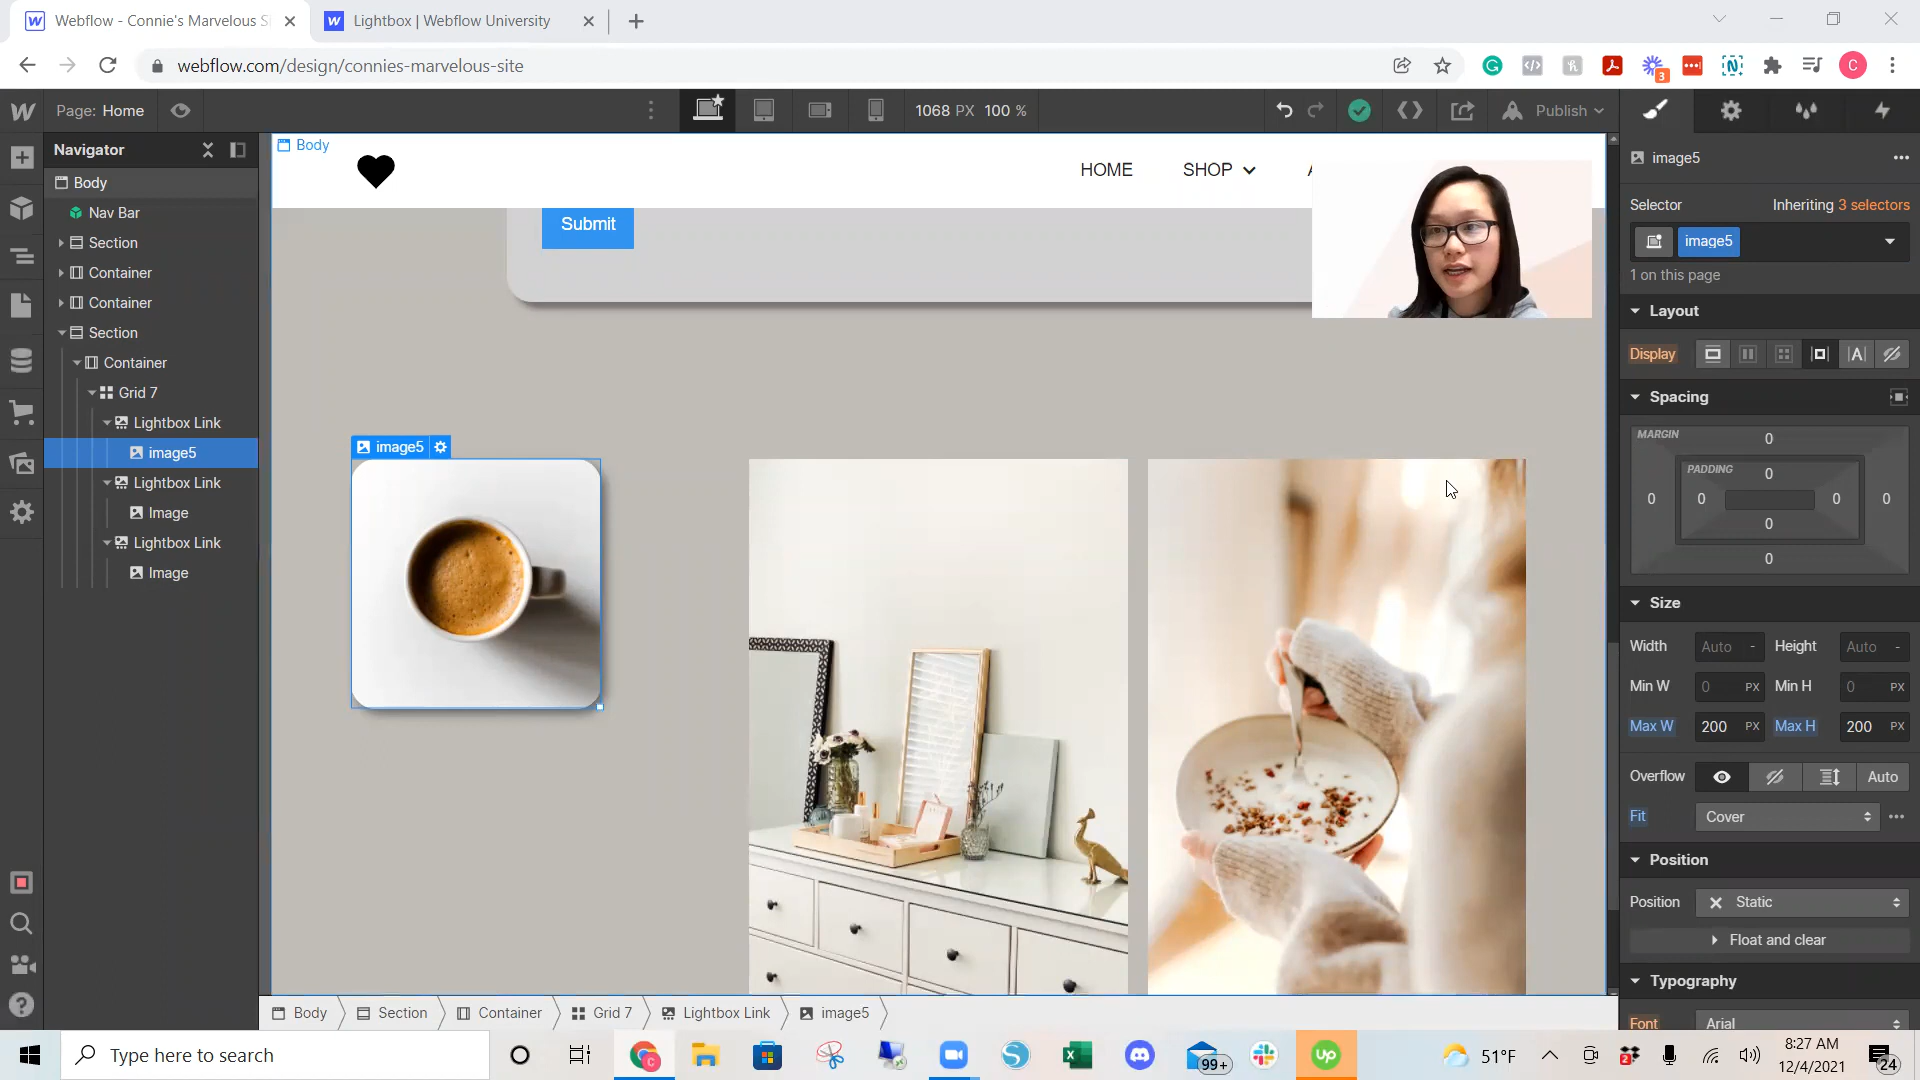 Webflow - Connie's Marvelous S
Lightbox | Webflow University
webflow.com/design/connies-marvelous-site
C
3
Page: Home
1068 PX 100 %
Publish
Navigator
Body
Nav Bar
Section
Container
Container
Section
Container
Grid 7
Lightbox Link
image5
Lightbox Link
Image
Lightbox Link
Image
Body
HOME
SHOP
Submit
image5
image5
Selector
Inheriting 3 selectors
image5
1 on this page
Layout
Display
Spacing
MARGIN
0
PADDING
0
0 0 0 0
0
0
Size
Width Auto - Height Auto -
Min W 0 PX Min H 0 PX
Max W 200 PX Max H 200 PX
Overflow Auto
Fit Cover
Position
Position Static
Float and clear
Typography
Font Arial
Body Section Container Grid 7 Lightbox Link image5
Type here to search
99+
up
51°F
2
8:27 AM
12/4/2021
24